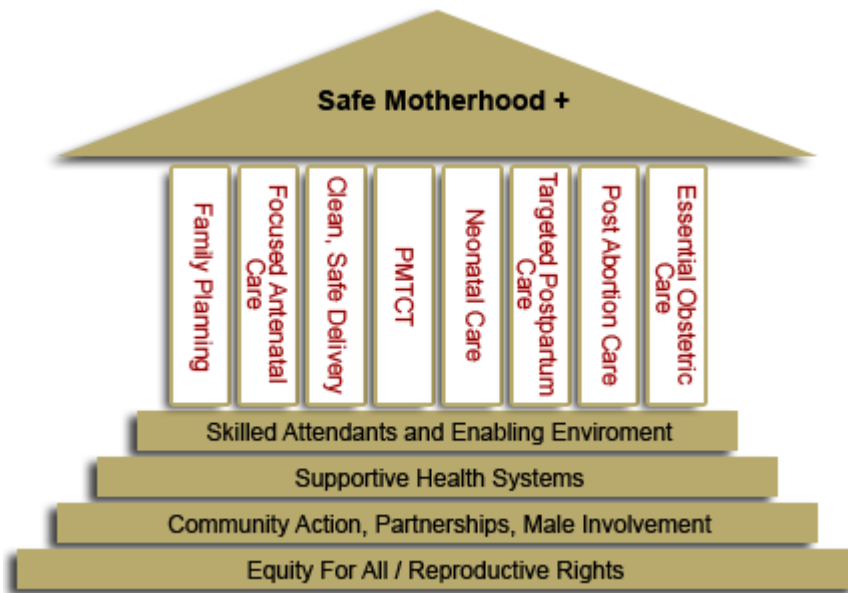 Safe Motherhood +
Family Planning
Focused Antenatal
Care
Clean, Safe Delivery
PMTCT
Neonatal Care
Targeted Postpartum
Care
Post Abortion Care
Essential Obstetric
Care
Skilled Attendants and Enabling Enviroment
Supportive Health Systems
Community Action, Partnerships, Male Involvement
Equity For All / Reproductive Rights